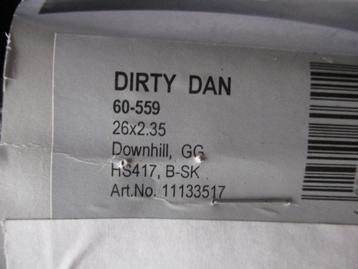 DIRTY DAN
60-559
26x2.35
Downhill, GG
HS417, B-SK
Art.No. 11133517